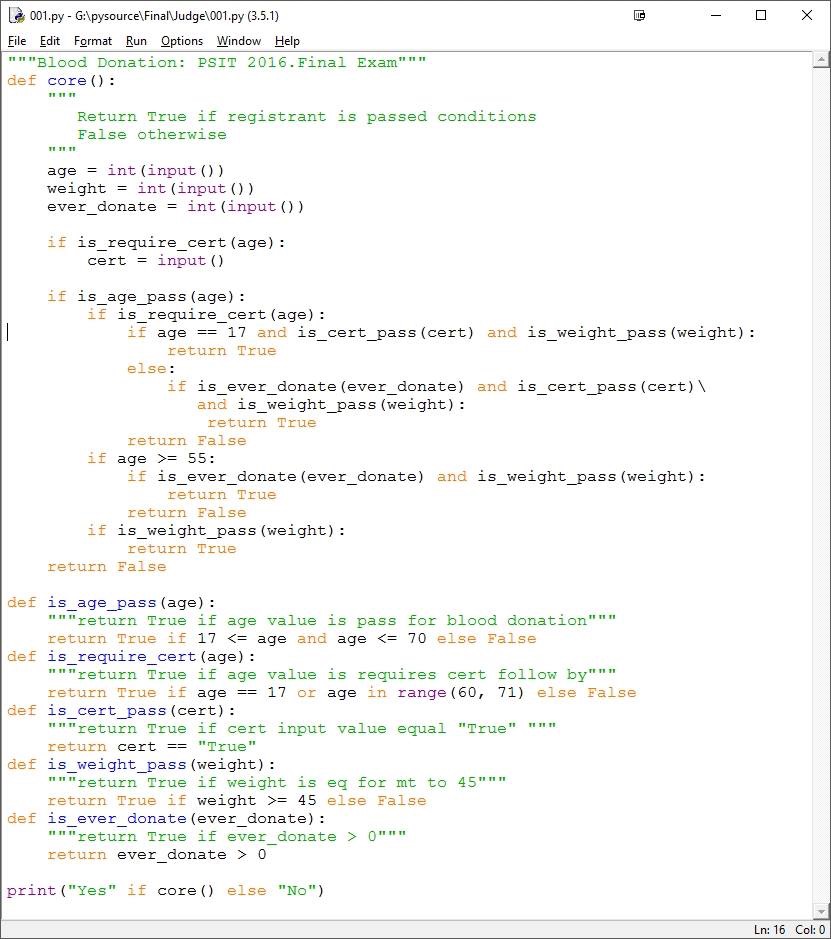 001.py - G:\pysource\Final\Judge\001.py (3.5.1)
File Edit Format Run Options Window Help
"""Blood Donation: PSIT 2016.Final Exam"""
def core():
    """
       Return True if registrant is passed conditions
       False otherwise
    """
    age = int(input())
    weight = int(input())
    ever_donate = int(input())

    if is_require_cert(age):
        cert = input()

    if is_age_pass(age):
        if is_require_cert(age):
            if age == 17 and is_cert_pass(cert) and is_weight_pass(weight):
                return True
            else:
                if is_ever_donate(ever_donate) and is_cert_pass(cert)\
                   and is_weight_pass(weight):
                    return True
            return False
        if age >= 55:
            if is_ever_donate(ever_donate) and is_weight_pass(weight):
                return True
            return False
        if is_weight_pass(weight):
            return True
    return False

def is_age_pass(age):
    """return True if age value is pass for blood donation"""
    return True if 17 <= age and age <= 70 else False
def is_require_cert(age):
    """return True if age value is requires cert follow by"""
    return True if age == 17 or age in range(60, 71) else False
def is_cert_pass(cert):
    """return True if cert input value equal "True" """
    return cert == "True"
def is_weight_pass(weight):
    """return True if weight is eq for mt to 45"""
    return True if weight >= 45 else False
def is_ever_donate(ever_donate):
    """return True if ever_donate > 0"""
    return ever_donate > 0

print("Yes" if core() else "No")
Ln: 16 Col: 0